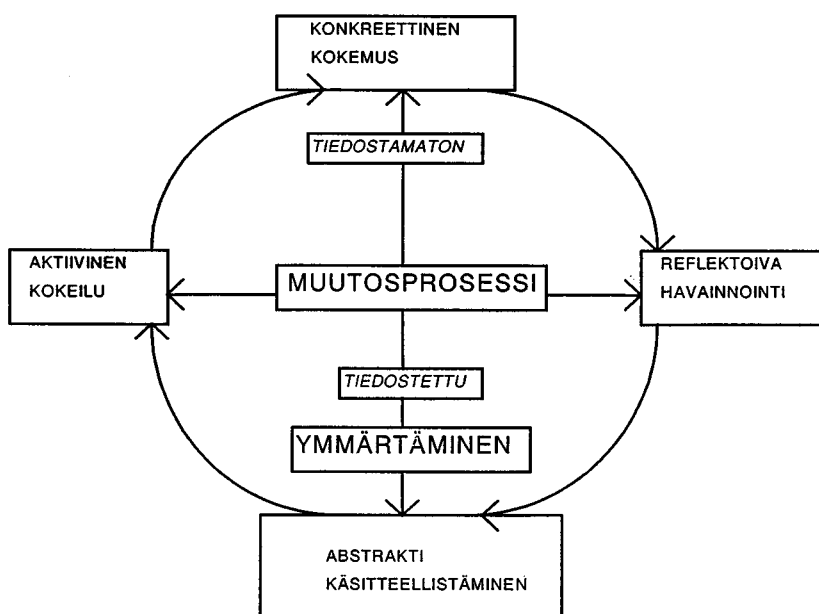 KONKREETTINEN
KOKEMUS
TIEDOSTAMATON
AKTIIVINEN
KOKEILU
MUUTOSPROSESSI
REFLEKTOIVA
HAVAINNOINTI
TIEDOSTETTU
YMMÄRTÄMINEN
ABSTRAKTI
KÄSITTEELLISTÄMINEN